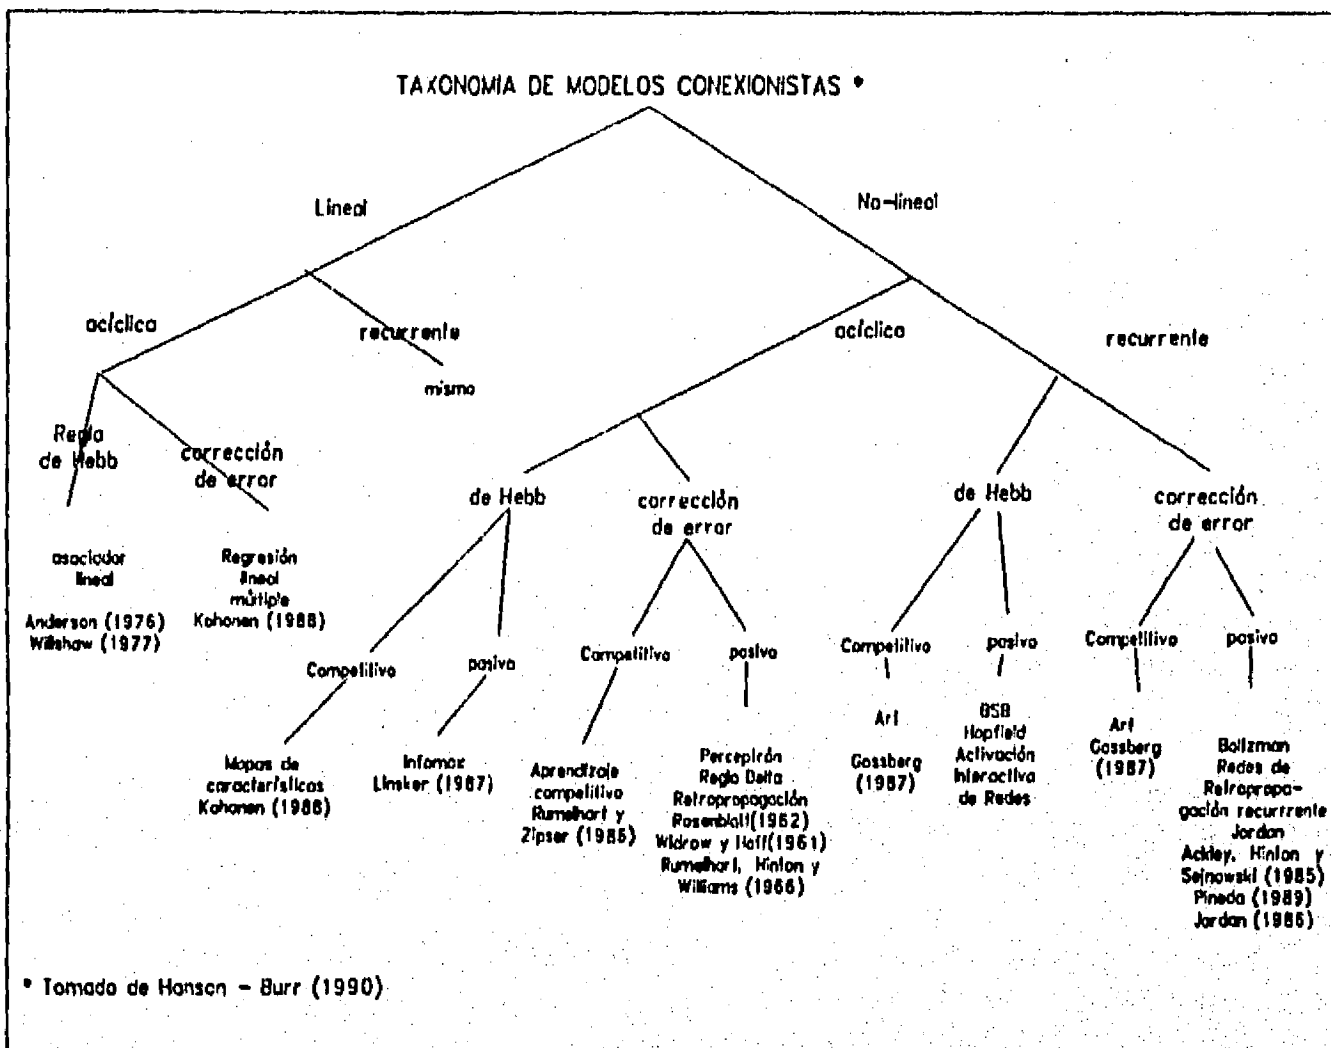 TAXONOMIA DE MODELOS CONEXIONISTAS *
Lineal
No-lineal
acíclica
recurrente
mismo
acíclica
recurrente
Regla
de Hebb
corrección
de error
de Hebb
corrección
de error
de Hebb
corrección
de error
asociador
lineal
Anderson (1976)
Willshaw (1977)
Regresión
lineal
múltiple
Kohonen (1988)
Competitivo
pasivo
Competitivo
pasivo
Competitivo
pasivo
Competitivo
pasivo
Mapas de
características
Kohonen (1988)
Infomax
Linsker (1987)
Aprendizaje
competitivo
Rumelhart y
Zipser (1985)
Perceptrón
Regla Delta
Retropropagación
Rosenblatt(1962)
Widrow y Hoff(1961)
Rumelhart, Hinton y
Williams (1986)
Art
Gossberg
(1987)
BSB
Hopfield
Activación
Interactiva
de Redes
Art
Gossberg
(1987)
Boltzman
Redes de
Retropropa-
gación recurrrente
Jordan
Ackley, Hinton y
Sejnowski (1985)
Pineda (1989)
Jordan (1986)
* Tomado de Hanson - Burr (1990)